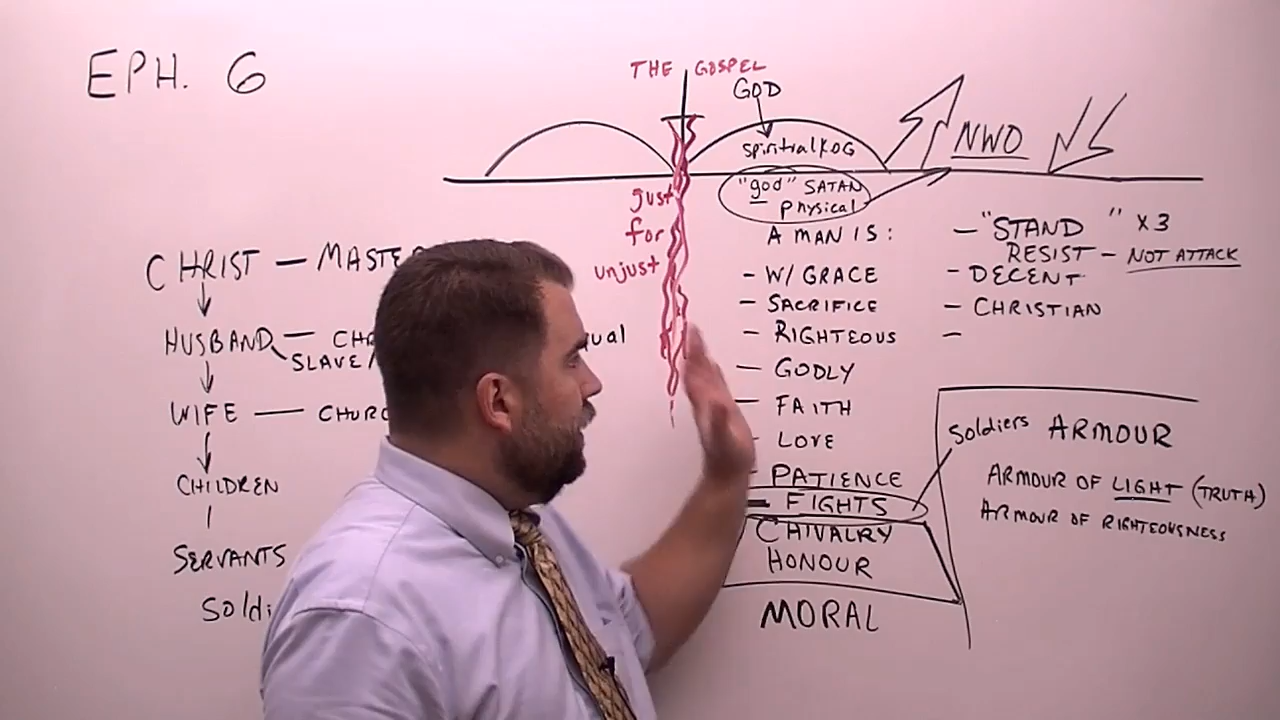 EPH. 6
THE GOSPEL
GOD
spiritral KOG
NWO
"god" SATAN
physical
just
for
unjust
CHRIST — MASTE
HUSBAND — CH
SLAVE/
qual
WIFE — CHURC
CHILDREN
SERVANTS
Soldi
A MAN IS:
- W/ GRACE
- SACRIFICE
- RIGHTEOUS
- GODLY
- FAITH
- LOVE
- PATIENCE
- FIGHTS
CHIVALRY
HONOUR
MORAL
- "STAND" x3
RESIST - NOT ATTACK
- DECENT
- CHRISTIAN
-
Soldiers ARMOUR
ARMOUR OF LIGHT (TRUTH)
ARMOUR OF RIGHTEOUSNESS